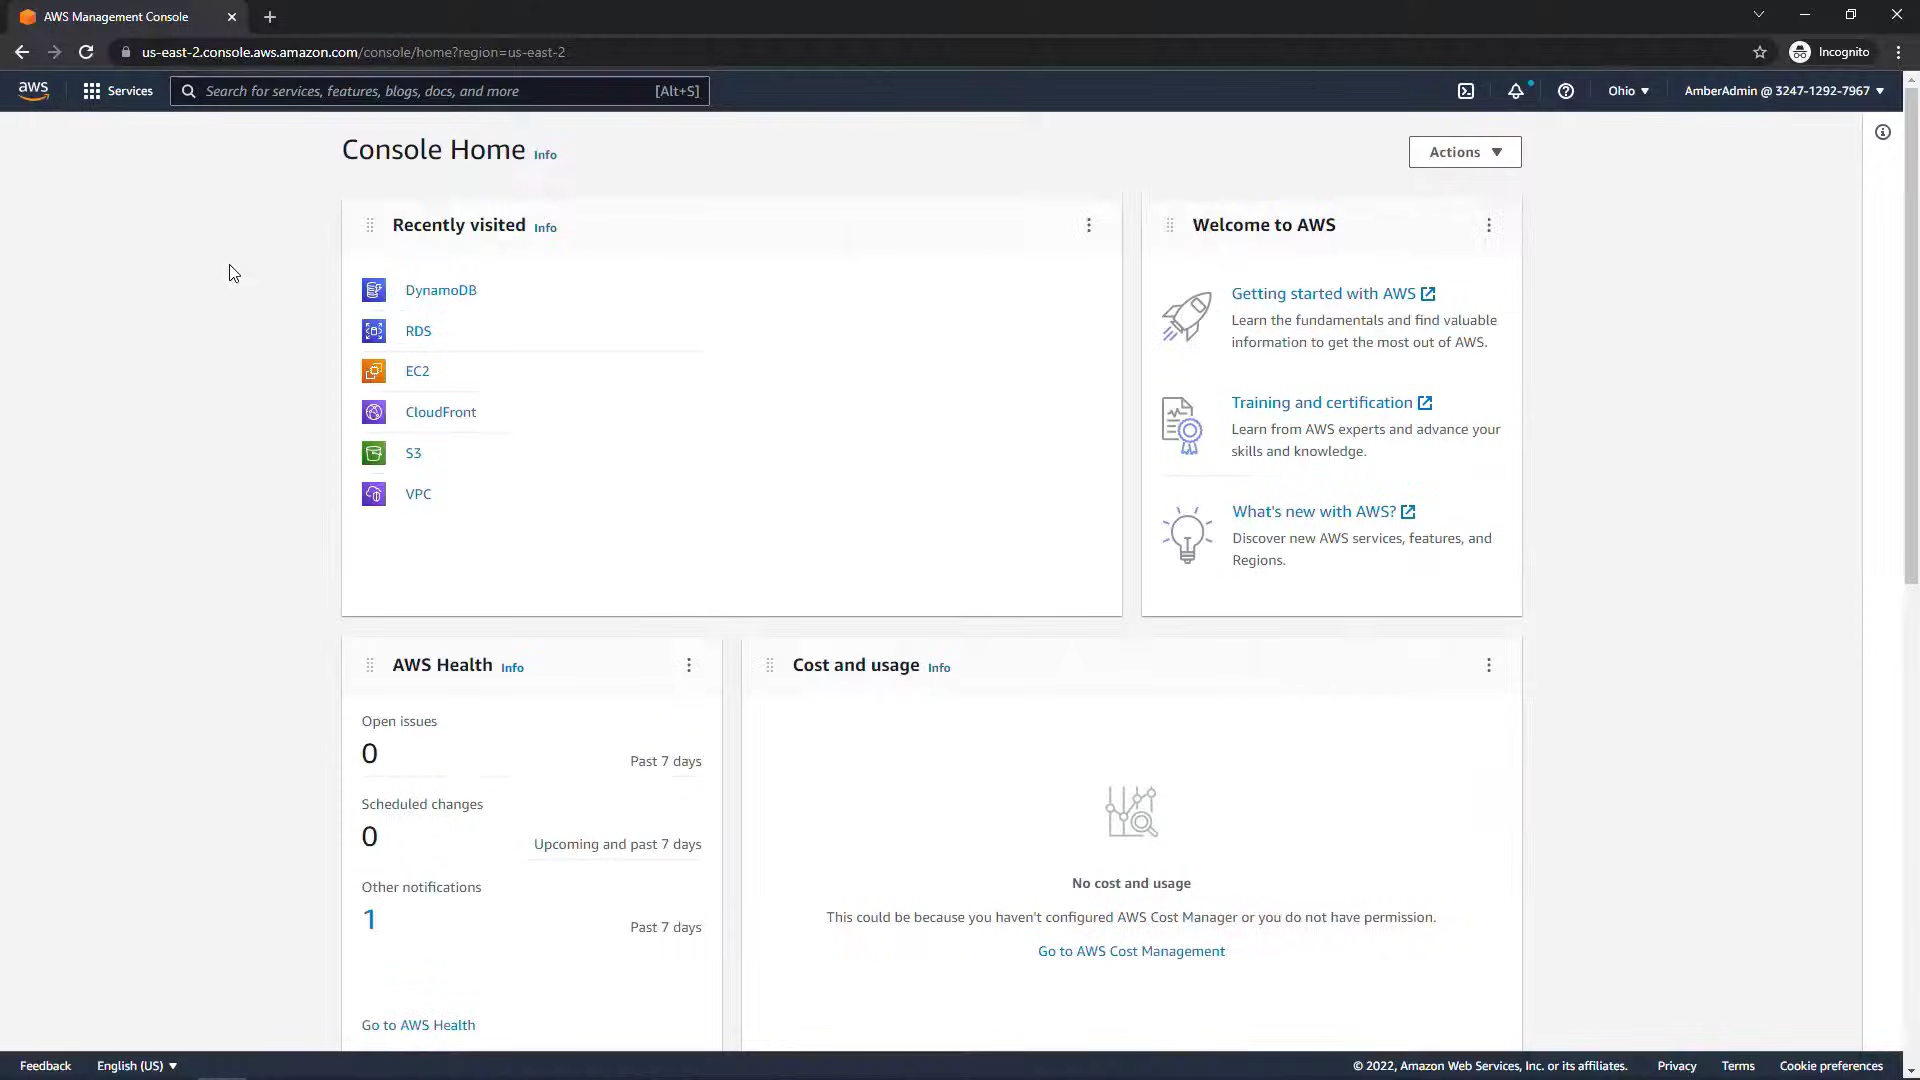 AWS Management Console
us-east-2.console.aws.amazon.com/console/home?region=us-east-2
Incognito
aws
Services
Search for services, features, blogs, docs, and more
[Alt+S]
Ohio
AmberAdmin @ 3247-1292-7967
Console Home Info
Actions
Recently visited Info
DynamoDB
RDS
EC2
CloudFront
S3
VPC
Welcome to AWS
Getting started with AWS
Learn the fundamentals and find valuable
information to get the most out of AWS.
Training and certification
Learn from AWS experts and advance your
skills and knowledge.
What's new with AWS?
Discover new AWS services, features, and
Regions.
AWS Health Info
Open issues
0
Past 7 days
Scheduled changes
0
Upcoming and past 7 days
Other notifications
1
Past 7 days
Go to AWS Health
Cost and usage Info
No cost and usage
This could be because you haven't configured AWS Cost Manager or you do not have permission.
Go to AWS Cost Management
Feedback
English (US)
© 2022, Amazon Web Services, Inc. or its affiliates.
Privacy
Terms
Cookie preferences